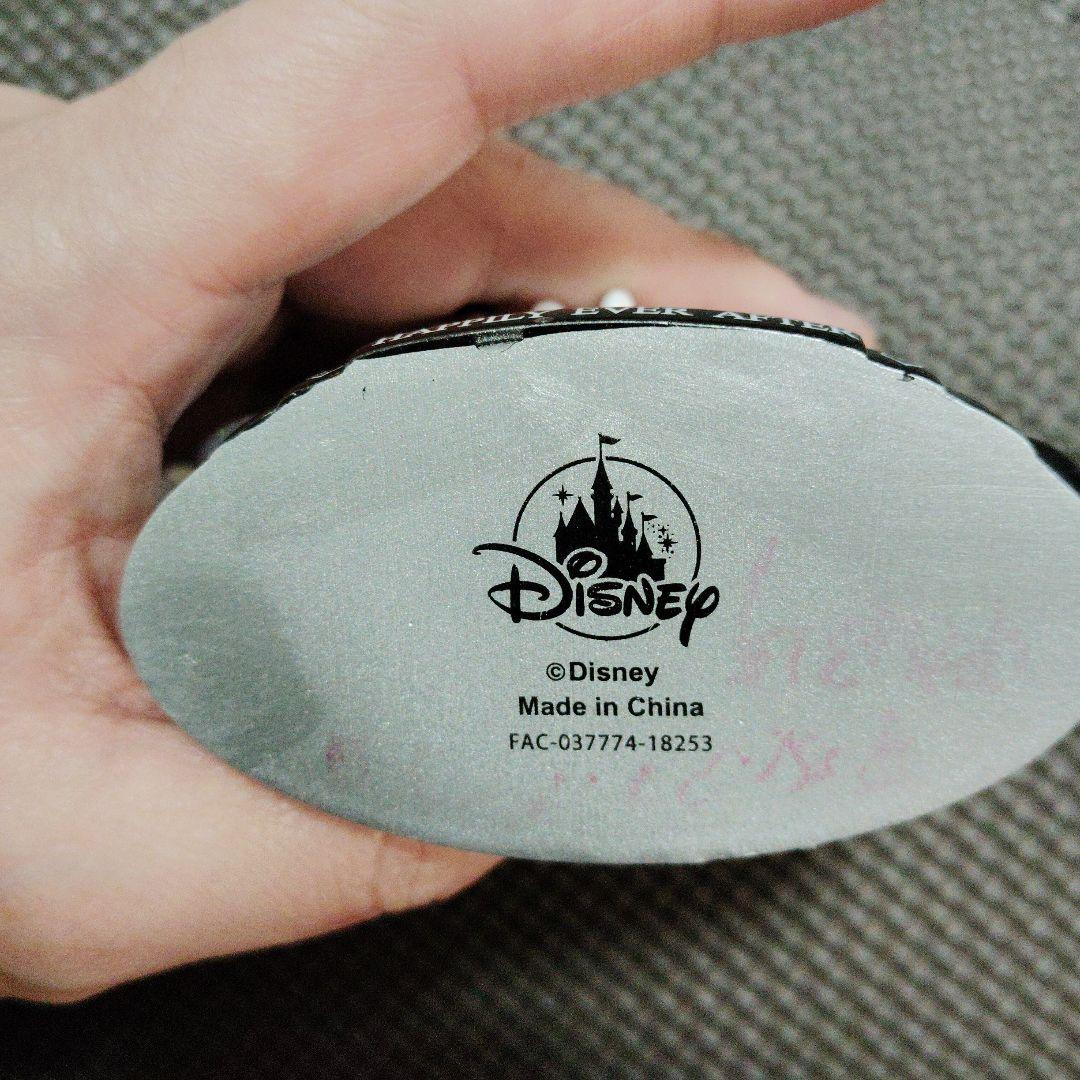 HAPPILY EVER AFTER
Disney
©Disney
Made in China
FAC-037774-18253